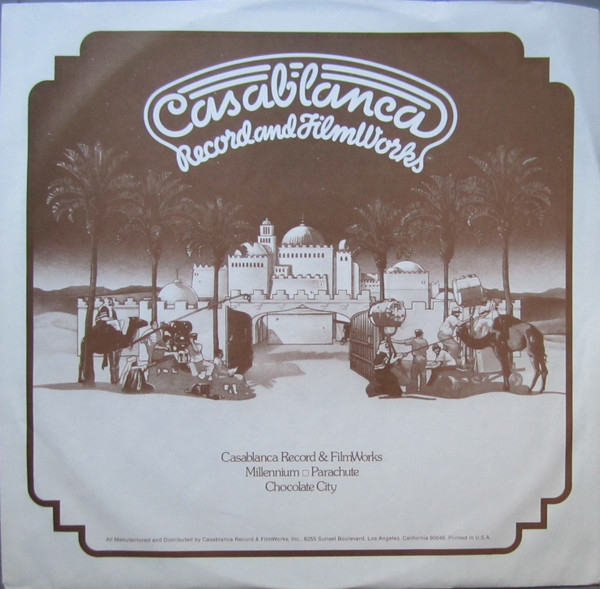 Casablanca
Record and FilmWorks
Casablanca Record & FilmWorks
Millennium □ Parachute
Chocolate City
All Manufactured and Distributed by Casablanca Record & FilmWorks, Inc., 8255 Sunset Boulevard, Los Angeles, California 90046. Printed in U.S.A.